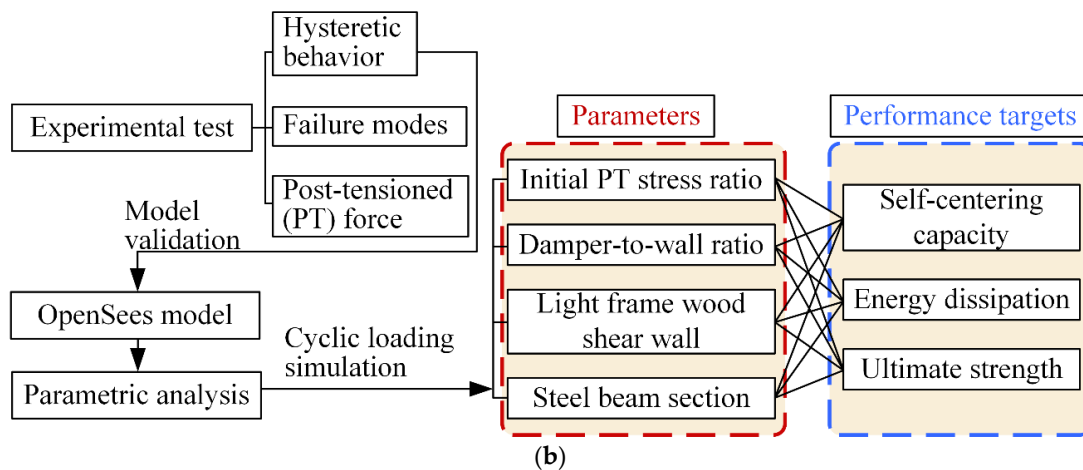 Hysteretic
behavior
Experimental test
Failure modes
Post-tensioned
(PT) force
Model
validation
OpenSees model
Parametric analysis
Cyclic loading
simulation
Parameters
Initial PT stress ratio
Damper-to-wall ratio
Light frame wood
shear wall
Steel beam section
Performance targets
Self-centering
capacity
Energy dissipation
Ultimate strength
(b)